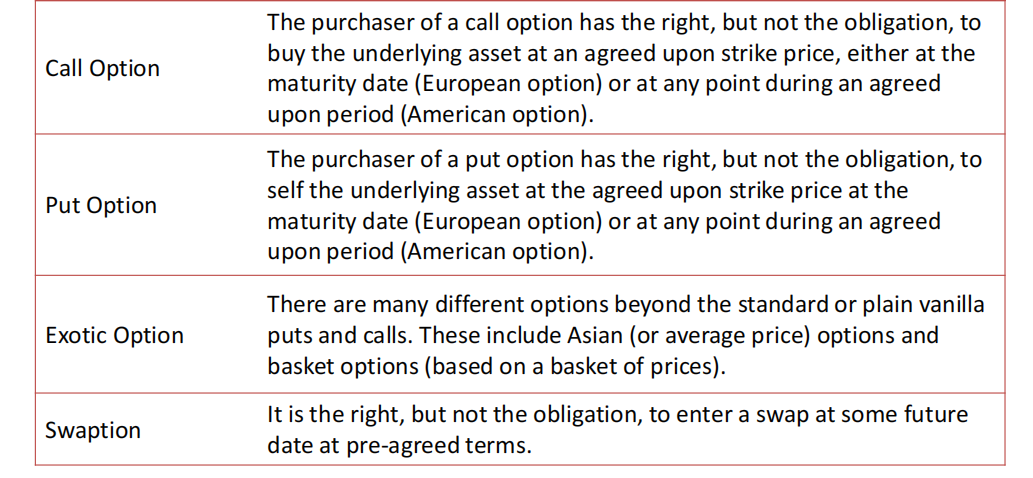 The purchaser of a call option has the right, but not the obligation, to
buy the underlying asset at an agreed upon strike price, either at the
Call Option
maturity date (European option) or at any point during an agreed
upon period (American option).
The purchaser of a put option has the right, but not the obligation, to
self the underlying asset at the agreed upon strike price at the
Put Option
maturity date (European option) or at any point during an agreed
upon period (American option).
There are many different options beyond the standard or plain vanilla
Exotic Option
puts and calls. These include Asian (or average price) options and
basket options (based on a basket of prices).
It is the right, but not the obligation, to enter a swap at some future
Swaption
date at pre-agreed terms.